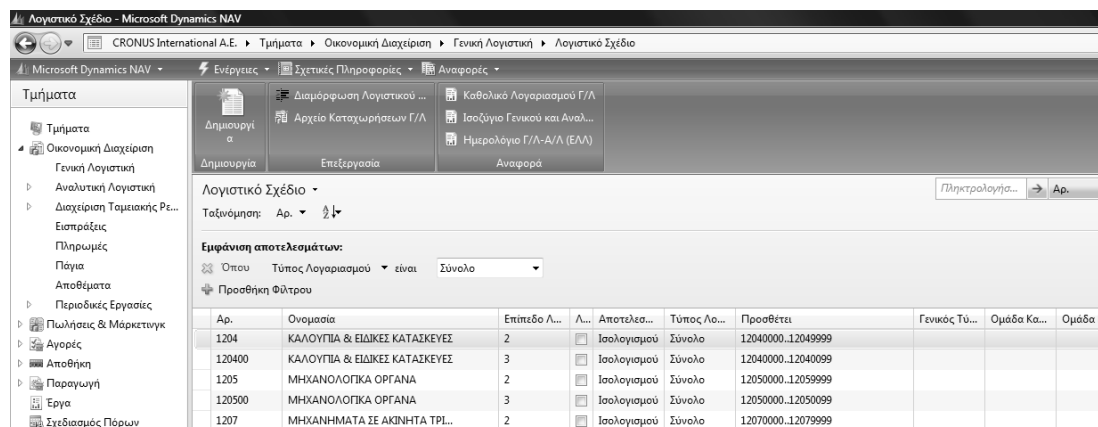 Λογιστικό Σχέδιο - Microsoft Dynamics NAV
CRONUS International A.E. Τμήματα Οικονομική Διαχείριση Γενική Λογιστική Λογιστικό Σχέδιο
Microsoft Dynamics NAV Ενέργειες Σχετικές Πληροφορίες Αναφορές
Τμήματα
Τμήματα
Οικονομική Διαχείριση
Γενική Λογιστική
Αναλυτική Λογιστική
Διαχείριση Ταμειακής Ρε...
Εισπράξεις
Πληρωμές
Πάγια
Αποθέματα
Περιοδικές Εργασίες
Πωλήσεις & Μάρκετινγκ
Αγορές
Αποθήκη
Παραγωγή
Έργα
Σχεδιασμός Πόρων
Δημιουργί
α
Δημιουργία
Διαμόρφωση Λογιστικού ...
Αρχείο Καταχωρήσεων Γ/Λ
Επεξεργασία
Καθολικό Λογαριασμού Γ/Λ
Ισοζύγιο Γενικού και Αναλ...
Ημερολόγιο Γ/Λ-Α/Λ (ΕΛΛ)
Αναφορά
Λογιστικό Σχέδιο Πληκτρολογήσ... Αρ.
Ταξινόμηση: Αρ.
Εμφάνιση αποτελεσμάτων:
Όπου Τύπος Λογαριασμού είναι Σύνολο
Προσθήκη Φίλτρου
Αρ. Ονομασία Επίπεδο Λ... Λ... Αποτελεσ... Τύπος Λο... Προσθέτει Γενικός Τύ... Ομάδα Κα... Ομάδα
1204 ΚΑΛΟΥΠΙΑ & ΕΙΔΙΚΕΣ ΚΑΤΑΣΚΕΥΕΣ 2 Ισολογισμού Σύνολο 12040000..12049999
120400 ΚΑΛΟΥΠΙΑ & ΕΙΔΙΚΕΣ ΚΑΤΑΣΚΕΥΕΣ 3 Ισολογισμού Σύνολο 12040000..12040099
1205 ΜΗΧΑΝΟΛΟΓΙΚΑ ΟΡΓΑΝΑ 2 Ισολογισμού Σύνολο 12050000..12059999
120500 ΜΗΧΑΝΟΛΟΓΙΚΑ ΟΡΓΑΝΑ 3 Ισολογισμού Σύνολο 12050000..12050099
1207 ΜΗΧΑΝΗΜΑΤΑ ΣΕ ΑΚΙΝΗΤΑ ΤΡΙ... 2 Ισολογισμού Σύνολο 12070000..12079999